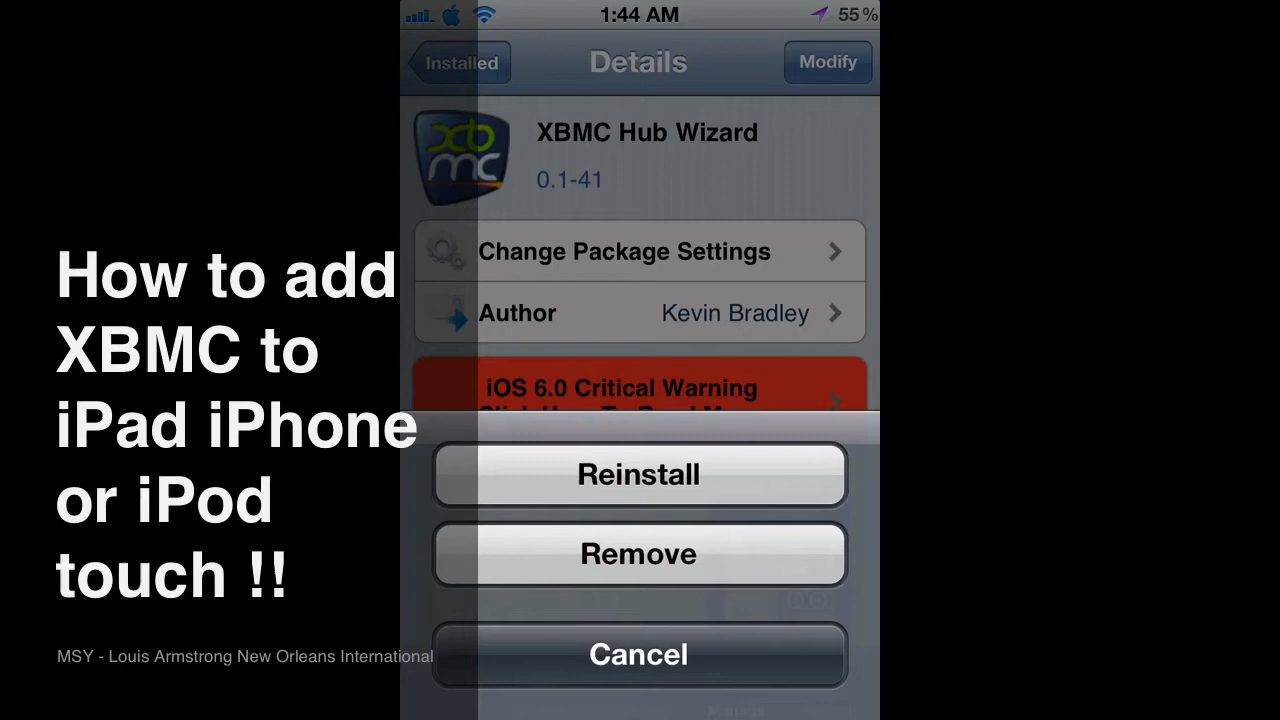 1:44 AM
55%
Installed
Details
Modify
xb
mc
XBMC Hub Wizard
0.1-41
Change Package Settings
Author
Kevin Bradley
iOS 6.0 Critical Warning
Reinstall
Remove
Cancel
How to add
XBMC to
iPad iPhone
or iPod
touch !!
MSY - Louis Armstrong New Orleans International